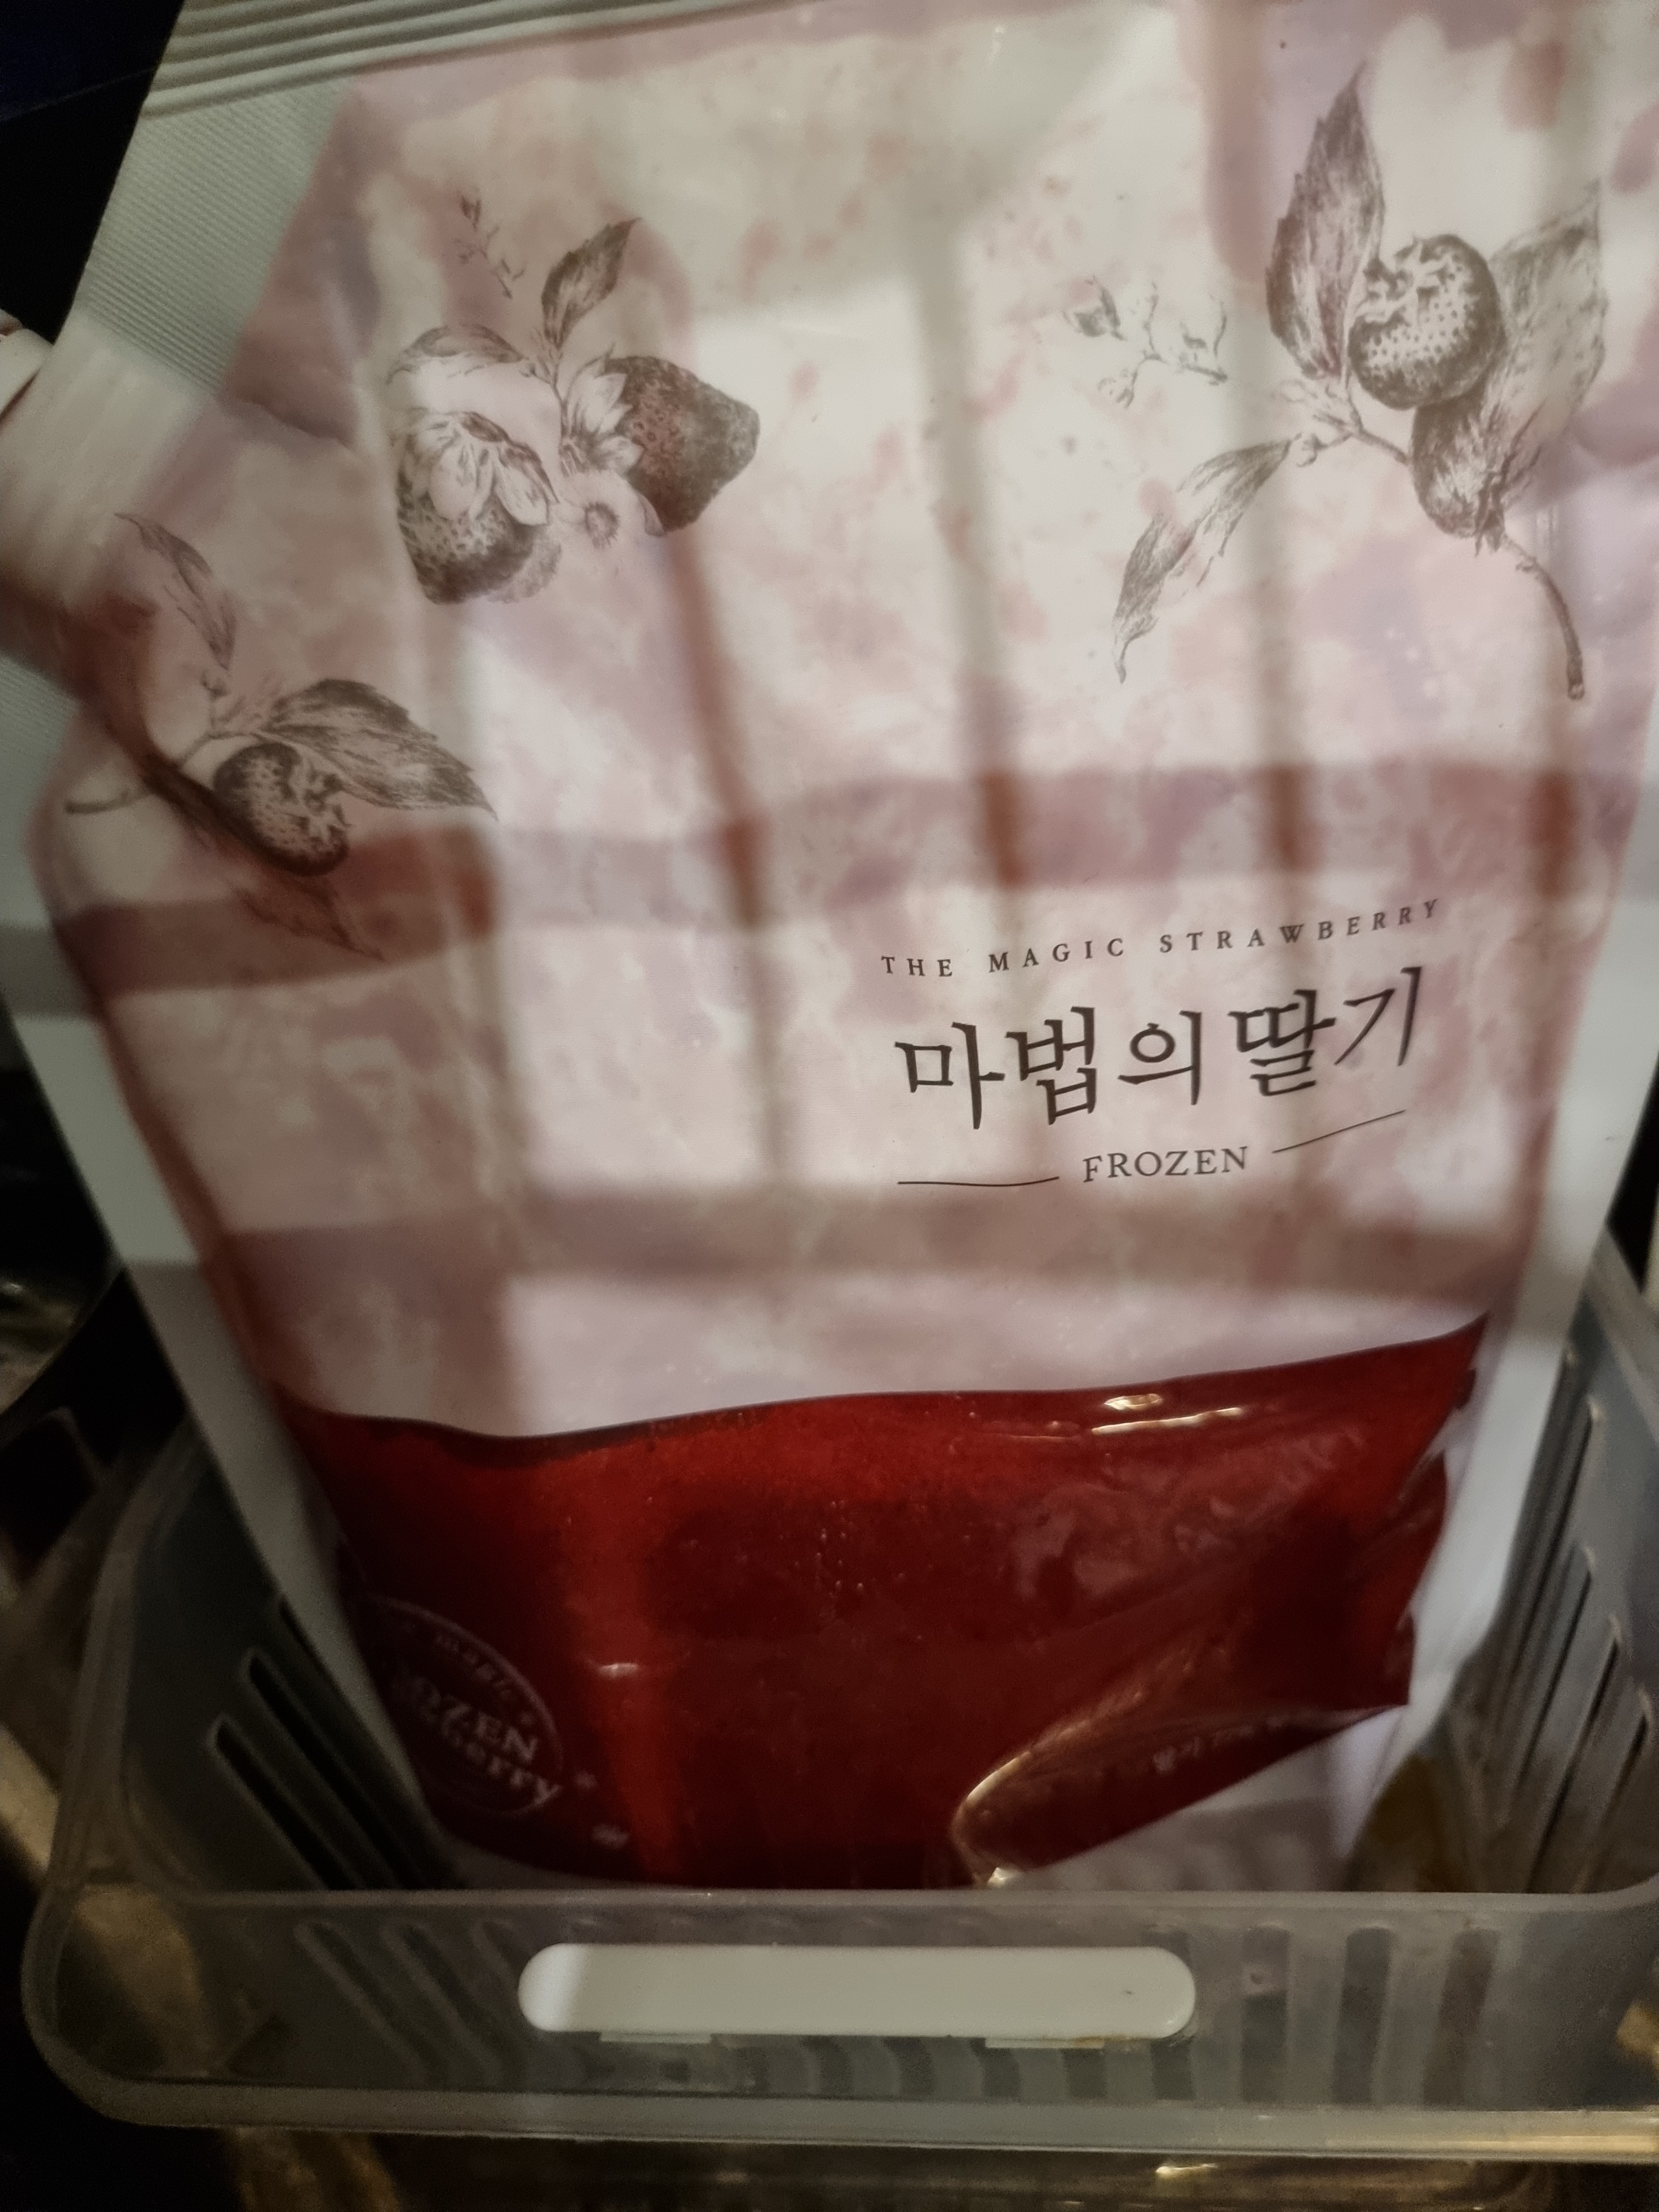 THE MAGIC STRAWBERRY
마법의딸기
FROZEN